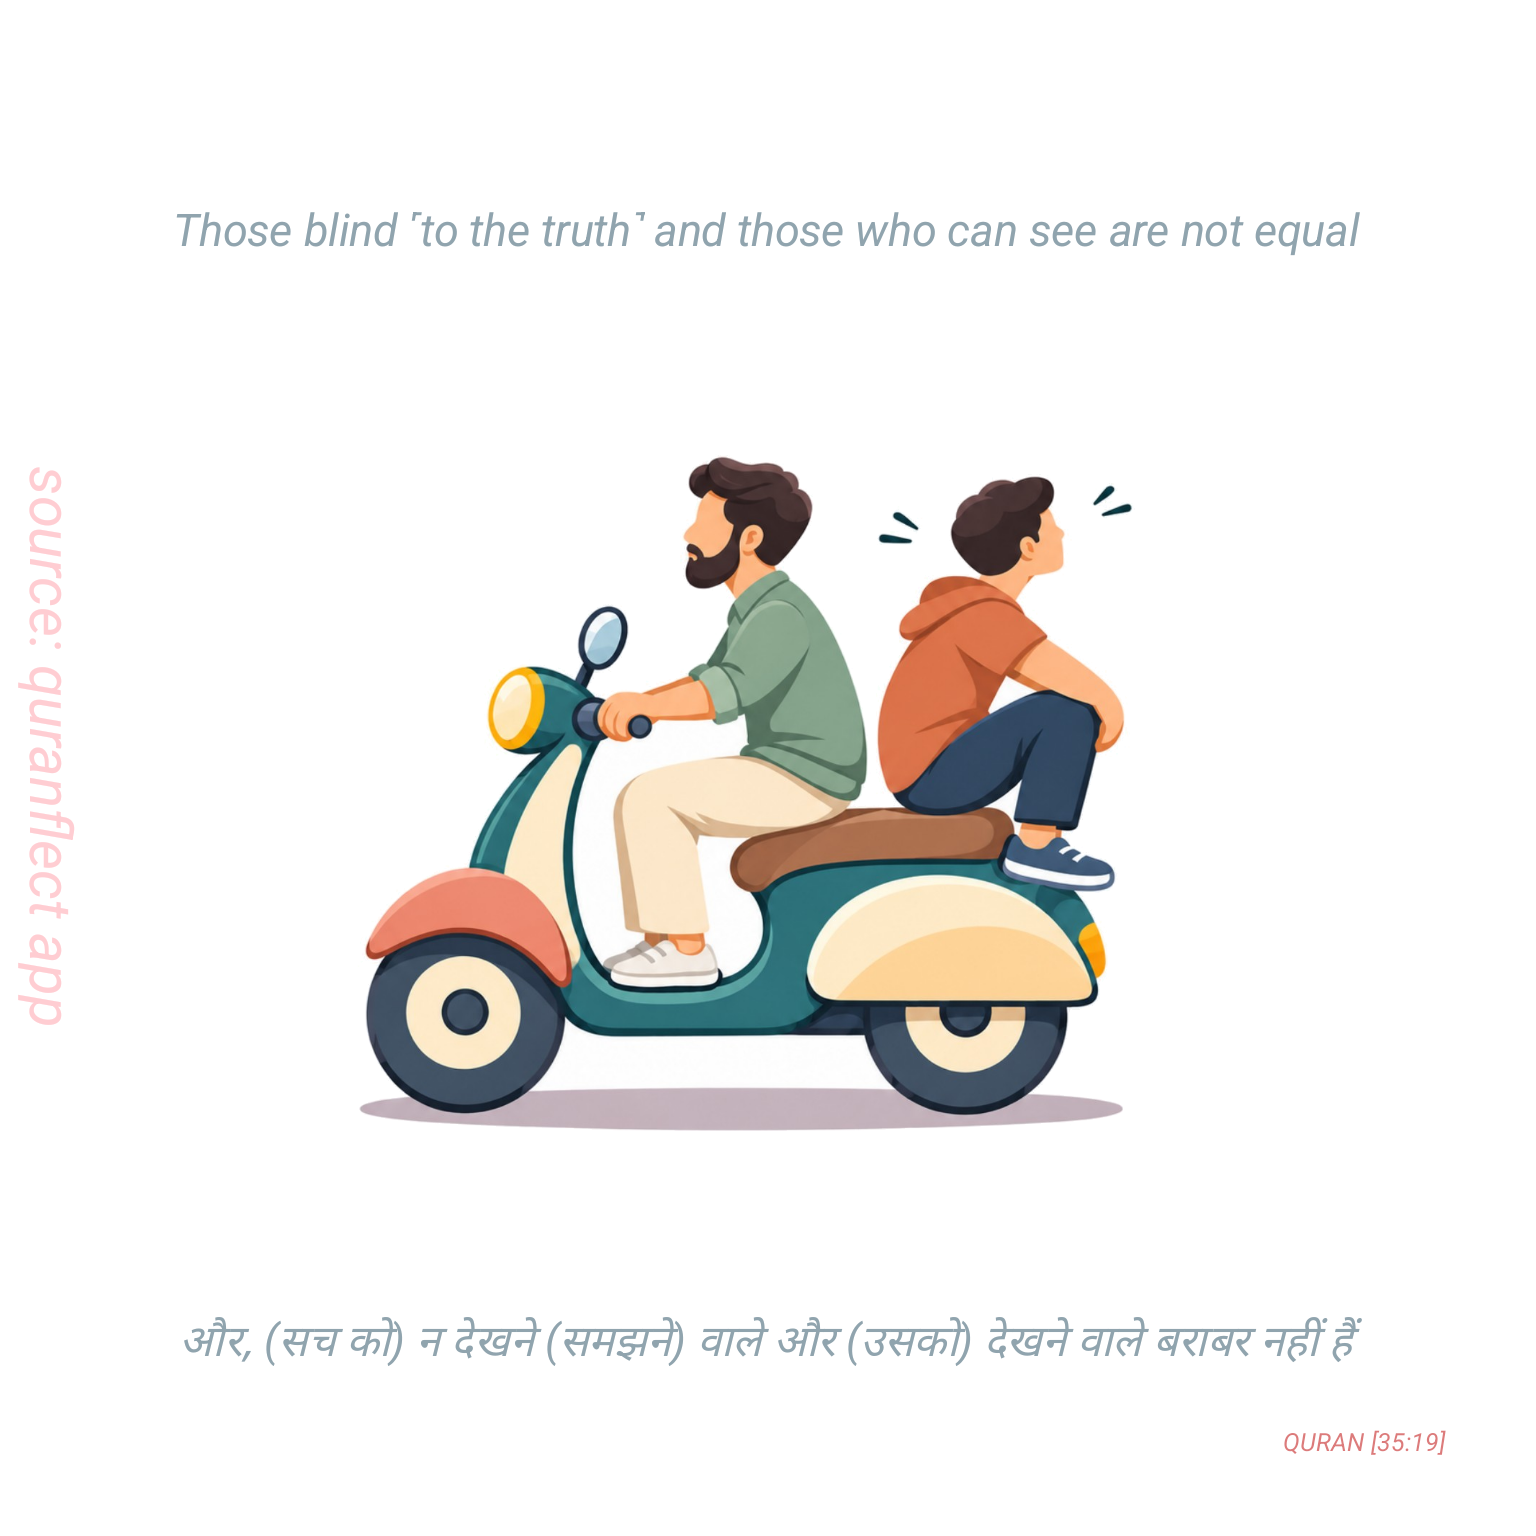 Those blind ˹to the truth˺ and those who can see are not equal
source: quranflect app
और, (सच को) न देखने (समझने) वाले और (उसको) देखने वाले बराबर नहीं हैं
QURAN [35:19]